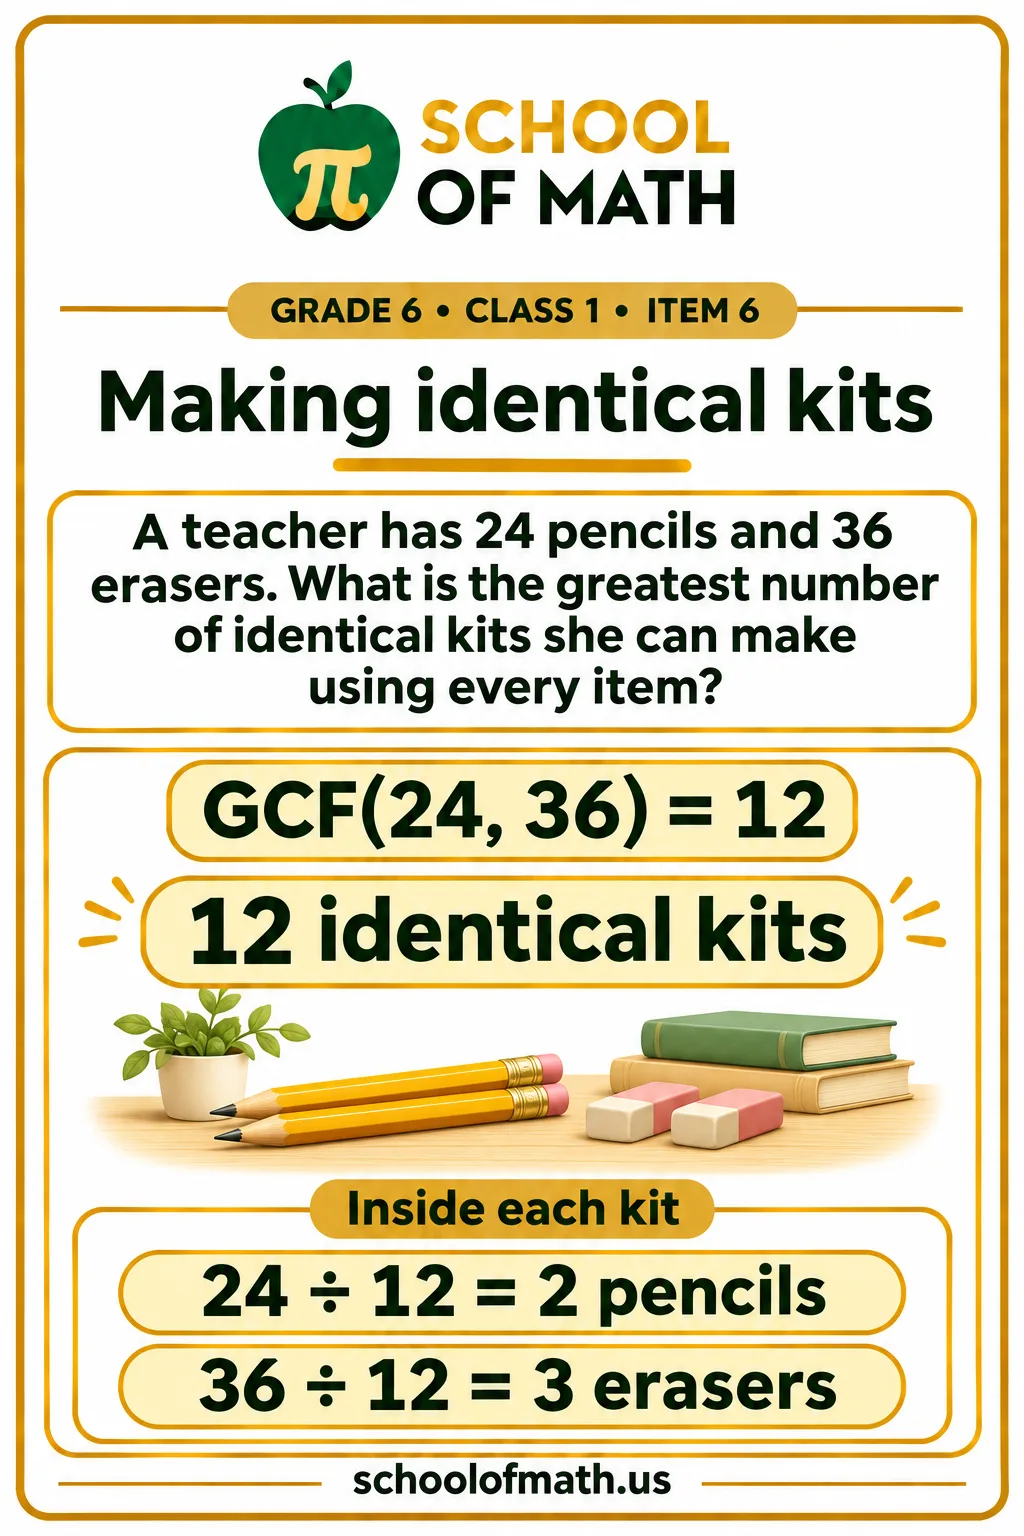 π
SCHOOL
OF MATH
GRADE 6 • CLASS 1 • ITEM 6
Making identical kits
A teacher has 24 pencils and 36
erasers. What is the greatest number
of identical kits she can make
using every item?
GCF(24, 36) = 12
12 identical kits
Inside each kit
24 ÷ 12 = 2 pencils
36 ÷ 12 = 3 erasers
schoolofmath.us